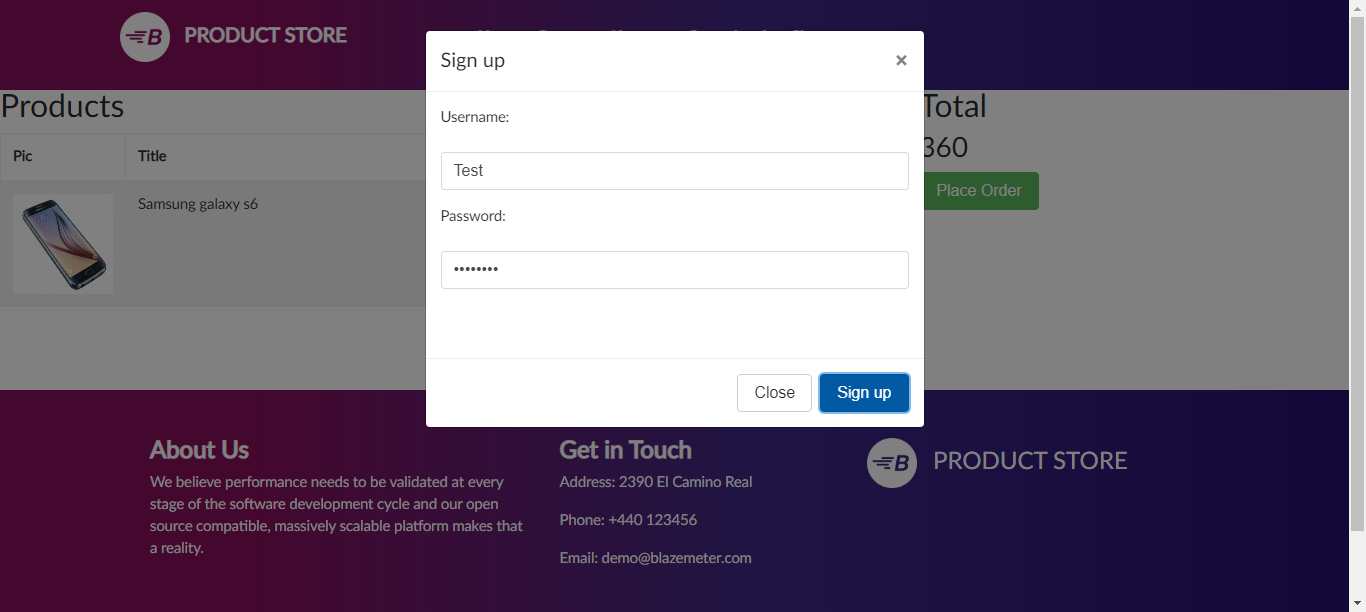 B PRODUCT STORE
Sign up ×
Username:
Test
Password:
••••••••
Close Sign up
Products
Pic Title
Samsung galaxy s6
Total
360
Place Order
About Us
We believe performance needs to be validated at every
stage of the software development cycle and our open
source compatible, massively scalable platform makes that
a reality.
Get in Touch
Address: 2390 El Camino Real
Phone: +440 123456
Email: demo@blazemeter.com
B PRODUCT STORE